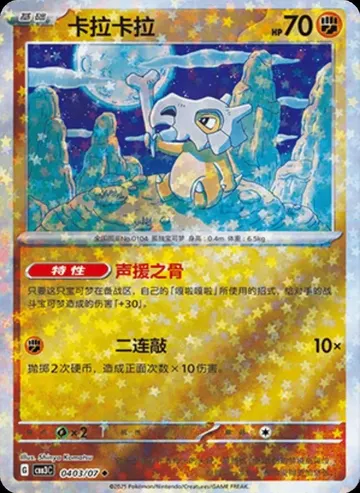 基础
卡拉卡拉
HP 70
全国图鉴No.0104 孤独宝可梦 身高:0.4m 体重:6.5kg
特性 声援之骨
只要这只宝可梦在备战区,自己的「嘎啦嘎啦」所使用的招式,给对手的战
斗宝可梦造成的伤害「+30」。
二连敲 10×
抛掷2次硬币,造成正面次数×10伤害。
×2
Illus. Shinya Komatsu
G CBB3C 0403/07
©2025 Pokémon/Nintendo/Creatures/GAME FREAK.